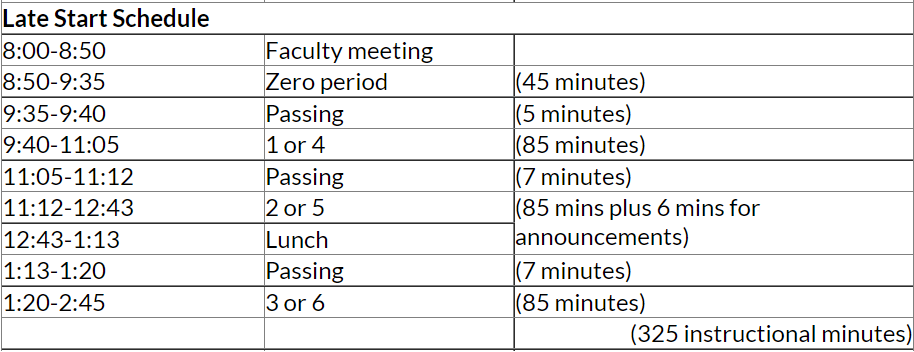 Late Start Schedule
8:00-8:50 Faculty meeting
8:50-9:35 Zero period (45 minutes)
9:35-9:40 Passing (5 minutes)
9:40-11:05 1 or 4 (85 minutes)
11:05-11:12 Passing (7 minutes)
11:12-12:43 2 or 5 (85 mins plus 6 mins for
12:43-1:13 Lunch announcements)
1:13-1:20 Passing (7 minutes)
1:20-2:45 3 or 6 (85 minutes)
(325 instructional minutes)